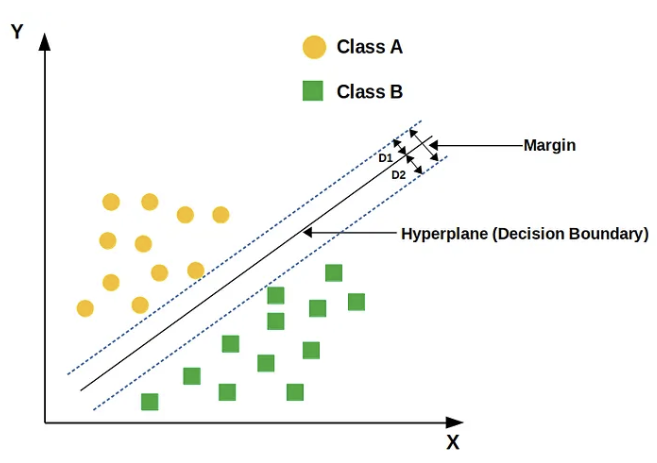 Y
Class A
Class B
Margin
D1
D2
Hyperplane (Decision Boundary)
X